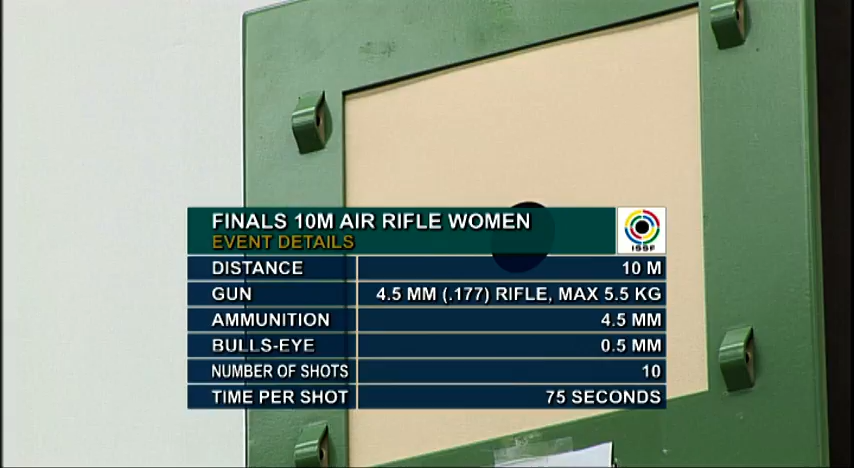 FINALS 10M AIR RIFLE WOMEN
EVENT DETAILS
ISSF
DISTANCE 10 M
GUN 4.5 MM (.177) RIFLE, MAX 5.5 KG
AMMUNITION 4.5 MM
BULLS-EYE 0.5 MM
NUMBER OF SHOTS 10
TIME PER SHOT 75 SECONDS